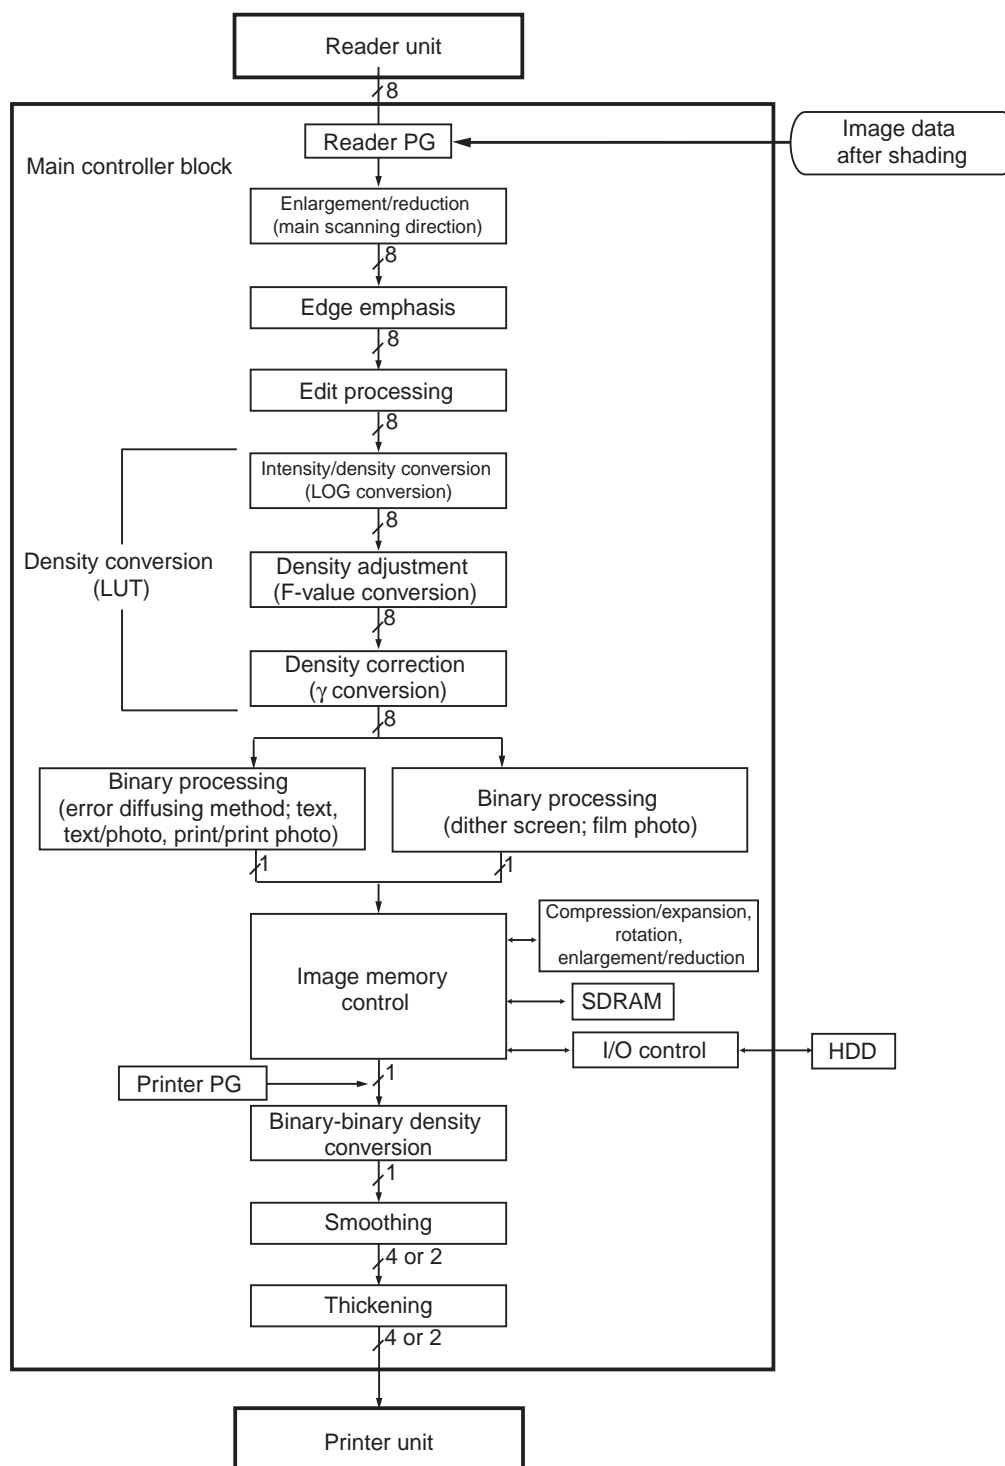 Reader unit
8
Reader PG
Image data
after shading
Main controller block
Enlargement/reduction
(main scanning direction)
8
Edge emphasis
8
Edit processing
8
Intensity/density conversion
(LOG conversion)
8
Density conversion
(LUT)
Density adjustment
(F-value conversion)
8
Density correction
(γ conversion)
8
Binary processing
(error diffusing method; text,
text/photo, print/print photo)
Binary processing
(dither screen; film photo)
1
1
Compression/expansion,
rotation,
enlargement/reduction
Image memory
control
SDRAM
I/O control
HDD
Printer PG
1
Binary-binary density
conversion
1
Smoothing
4 or 2
Thickening
4 or 2
Printer unit